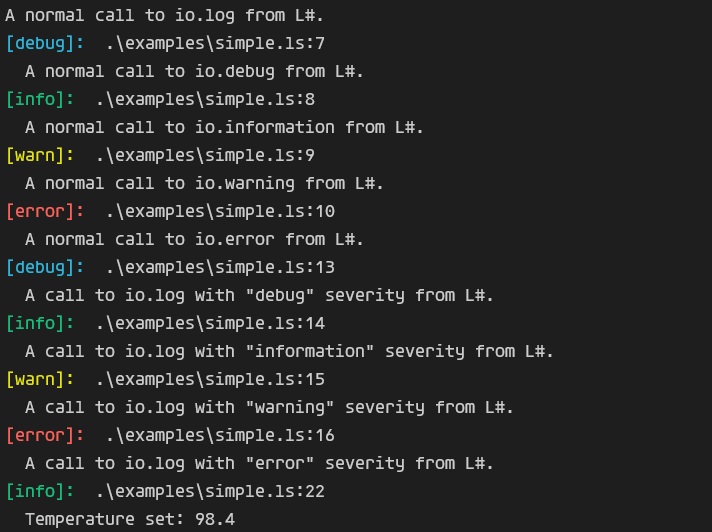 A normal call to io.log from L#.
[debug]:  .\examples\simple.ls:7
  A normal call to io.debug from L#.
[info]:  .\examples\simple.ls:8
  A normal call to io.information from L#.
[warn]:  .\examples\simple.ls:9
  A normal call to io.warning from L#.
[error]:  .\examples\simple.ls:10
  A normal call to io.error from L#.
[debug]:  .\examples\simple.ls:13
  A call to io.log with "debug" severity from L#.
[info]:  .\examples\simple.ls:14
  A call to io.log with "information" severity from L#.
[warn]:  .\examples\simple.ls:15
  A call to io.log with "warning" severity from L#.
[error]:  .\examples\simple.ls:16
  A call to io.log with "error" severity from L#.
[info]:  .\examples\simple.ls:22
  Temperature set: 98.4